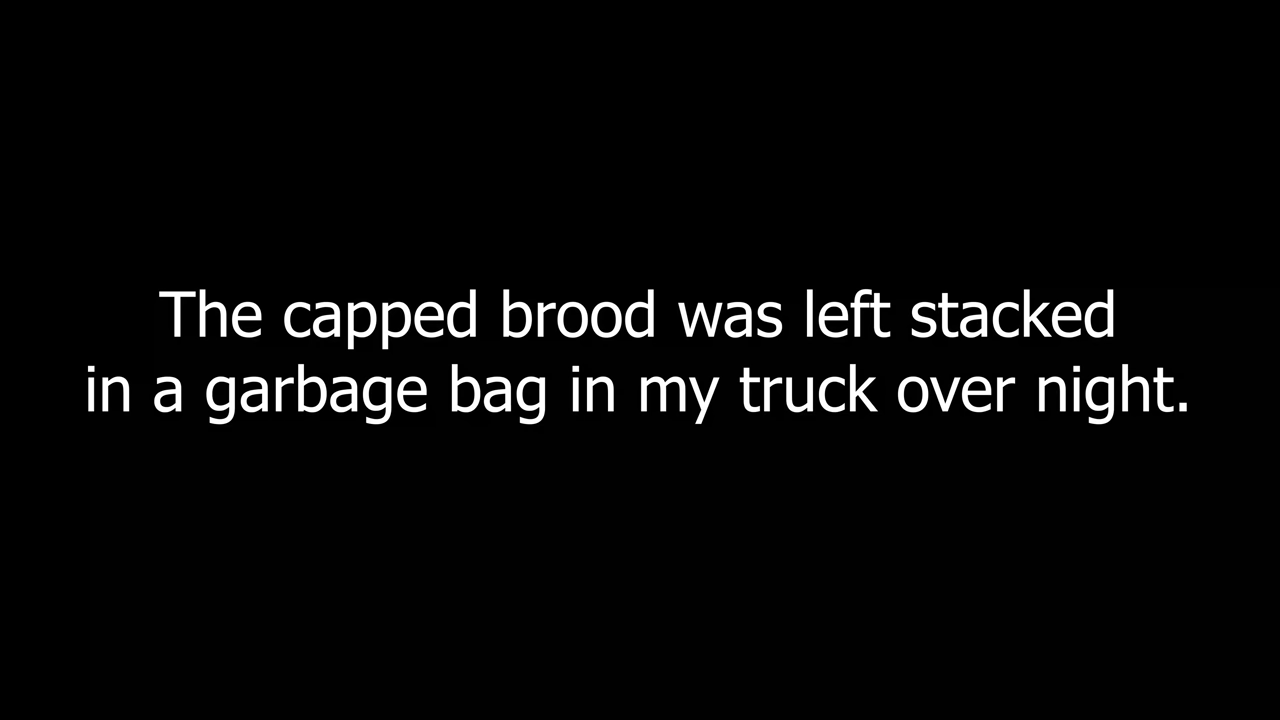 The capped brood was left stacked
in a garbage bag in my truck over night.